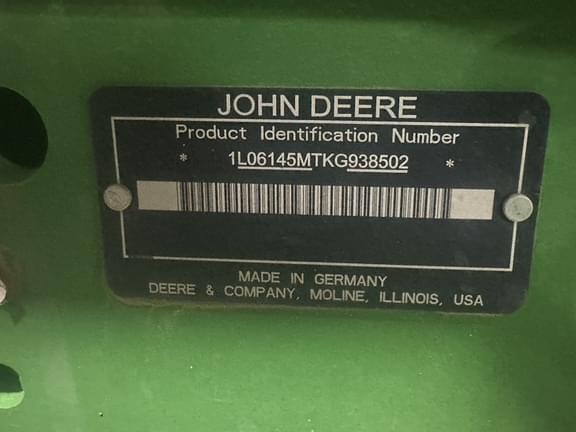 JOHN DEERE
Product Identification Number
* 1L06145MTKG938502 *
MADE IN GERMANY
DEERE & COMPANY, MOLINE, ILLINOIS, USA